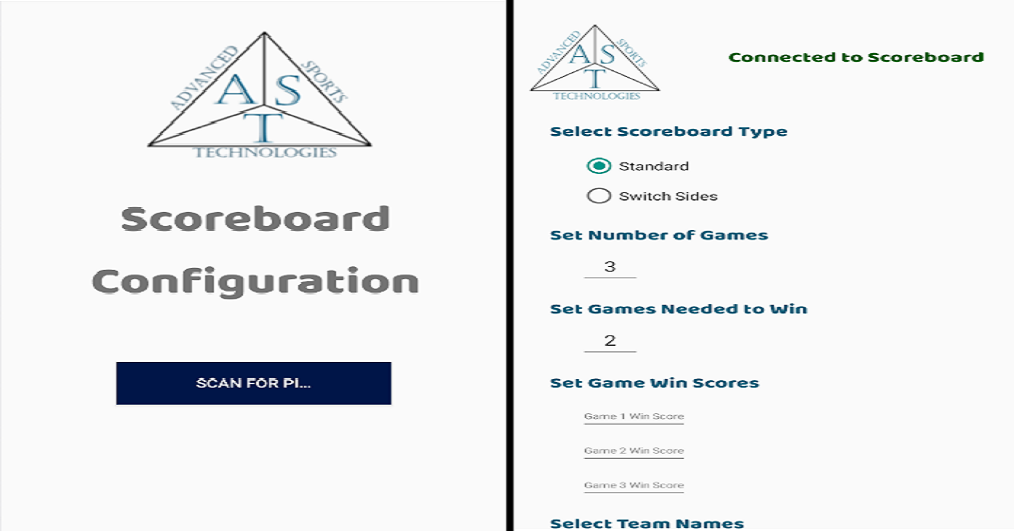 ADVANCED
SPORTS
A S
T
TECHNOLOGIES
Scoreboard
Configuration
SCAN FOR PI...
ADVANCED
SPORTS
A S
T
TECHNOLOGIES
Connected to Scoreboard
Select Scoreboard Type
Standard
Switch Sides
Set Number of Games
3
Set Games Needed to Win
2
Set Game Win Scores
Game 1 Win Score
Game 2 Win Score
Game 3 Win Score
Select Team Names